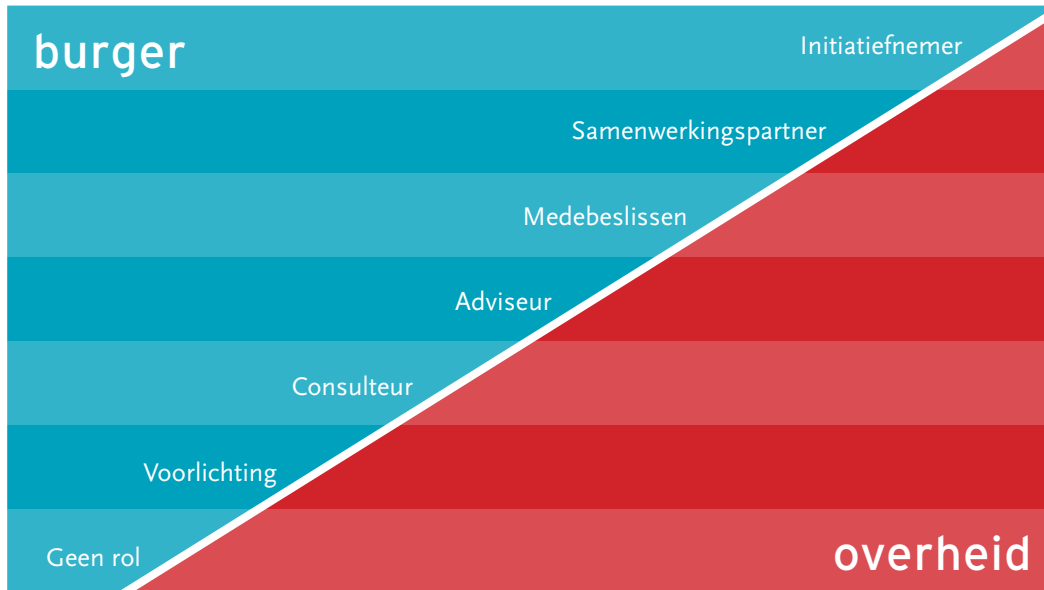 burger
Initiatiefnemer
Samenwerkingspartner
Medebeslissen
Adviseur
Consulteur
Voorlichting
Geen rol
overheid